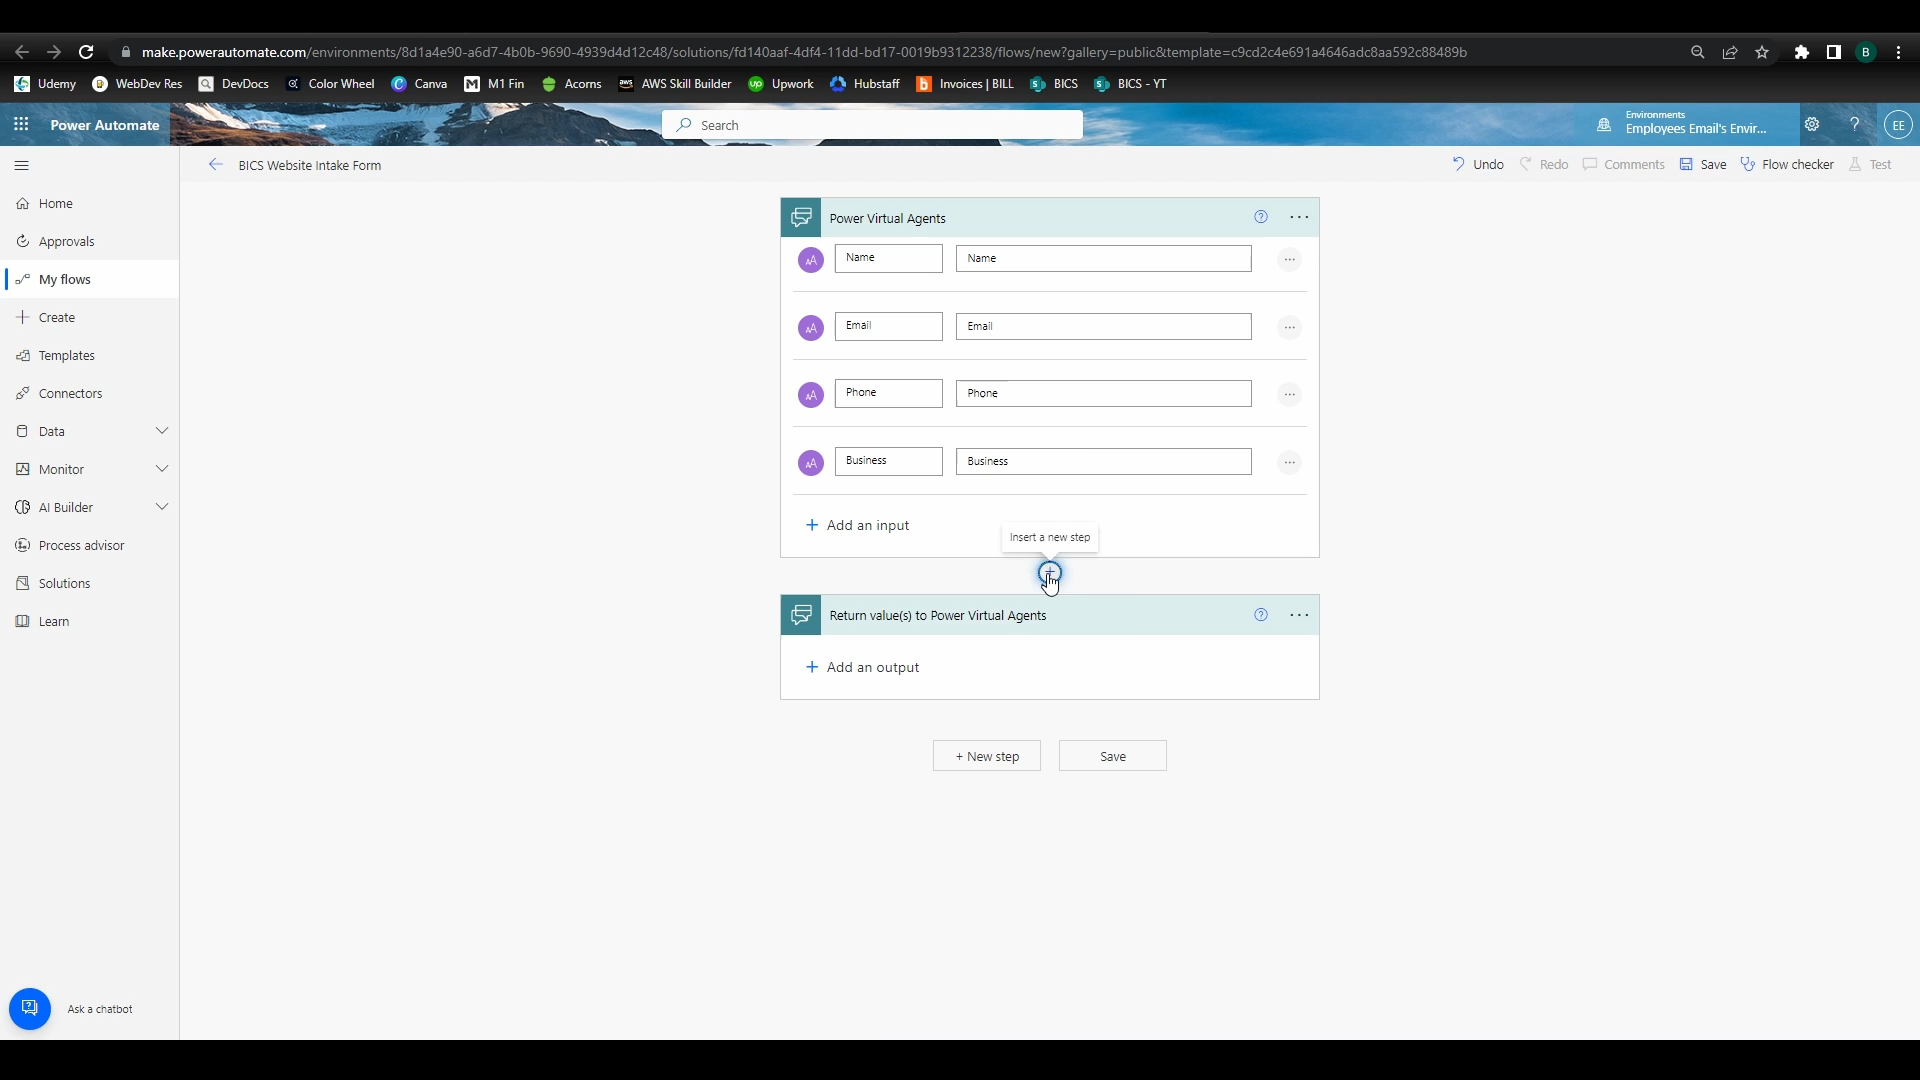 make.powerautomate.com/environments/8d1a4e90-a6d7-4b0b-9690-4939d4d12c48/solutions/fd140aaf-4df4-11dd-bd17-0019b9312238/flows/new?gallery=public&template=c9cd2c4e691a4646adc8aa592c88489b
B
Udemy WebDev Res DevDocs Color Wheel Canva M1 Fin Acorns AWS Skill Builder Upwork Hubstaff Invoices | BILL BICS BICS - YT
Power Automate
Search
Environments
Employees Email's Envir...
EE
BICS Website Intake Form
Undo Redo Comments Save Flow checker Test
Home
Approvals
My flows
Create
Templates
Connectors
Data
Monitor
AI Builder
Process advisor
Solutions
Learn
Ask a chatbot
Power Virtual Agents
Name Name
Email Email
Phone Phone
Business Business
+ Add an input
Insert a new step
Return value(s) to Power Virtual Agents
+ Add an output
+ New step Save